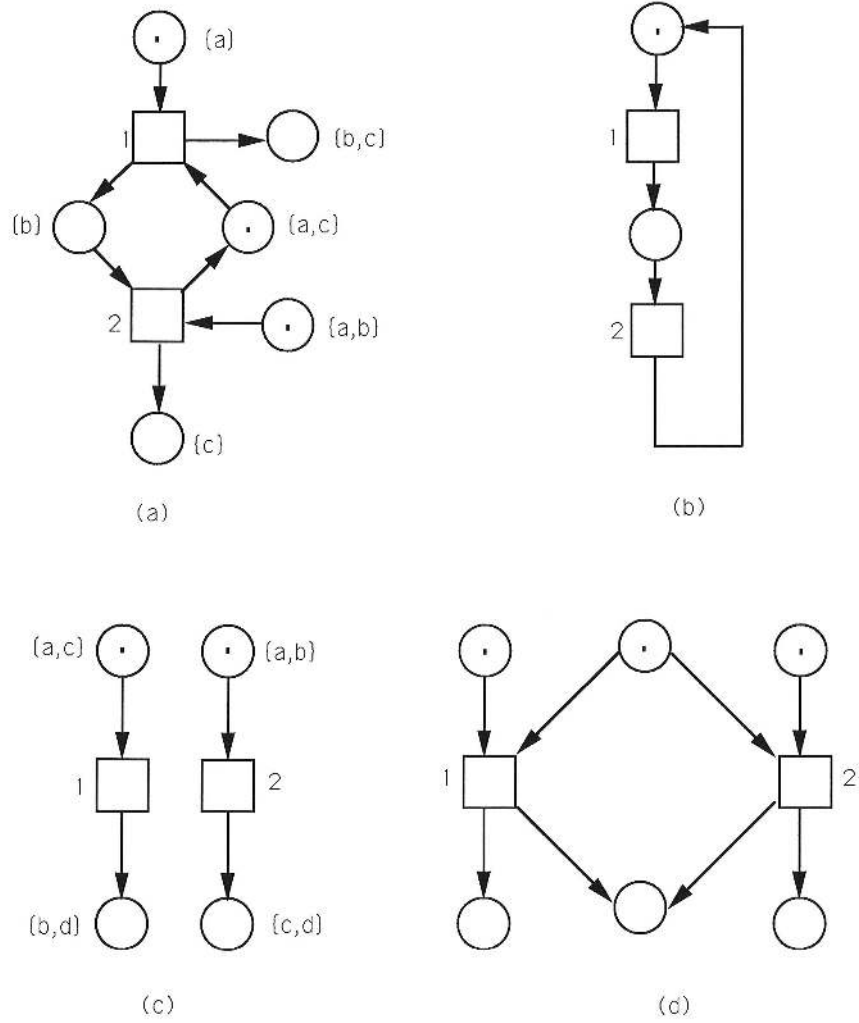 {a}
1
{b,c}
{b}
{a,c}
2
{a,b}
{c}
(a)
1
2
(b)
{a,c}
{a,b}
1
2
{b,d}
{c,d}
(c)
1
2
(d)